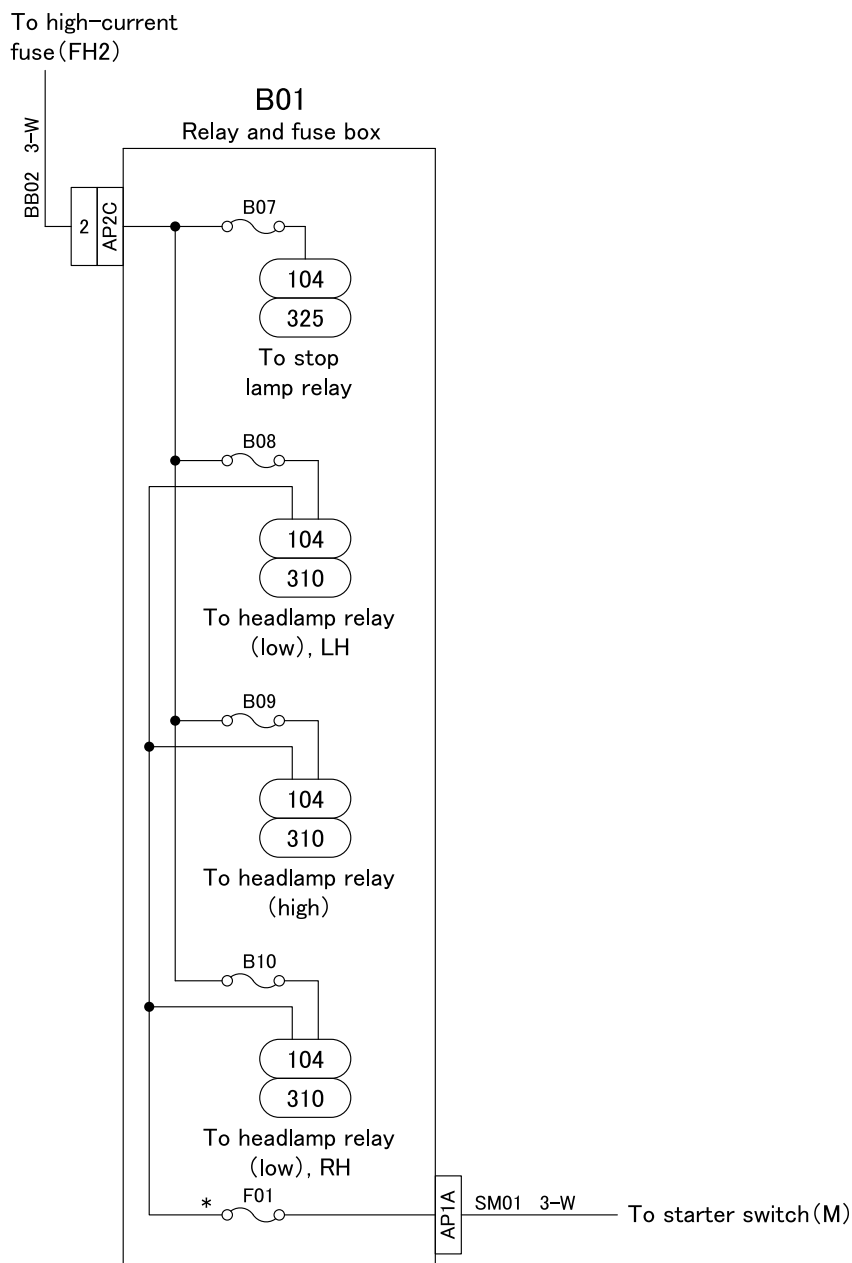 To high-current
fuse(FH2)
B01
Relay and fuse box
BB02 3-W
2
AP2C
B07
104
325
To stop
lamp relay
B08
104
310
To headlamp relay
(low), LH
B09
104
310
To headlamp relay
(high)
B10
104
310
To headlamp relay
(low), RH
* F01
AP1A
SM01 3-W
To starter switch(M)